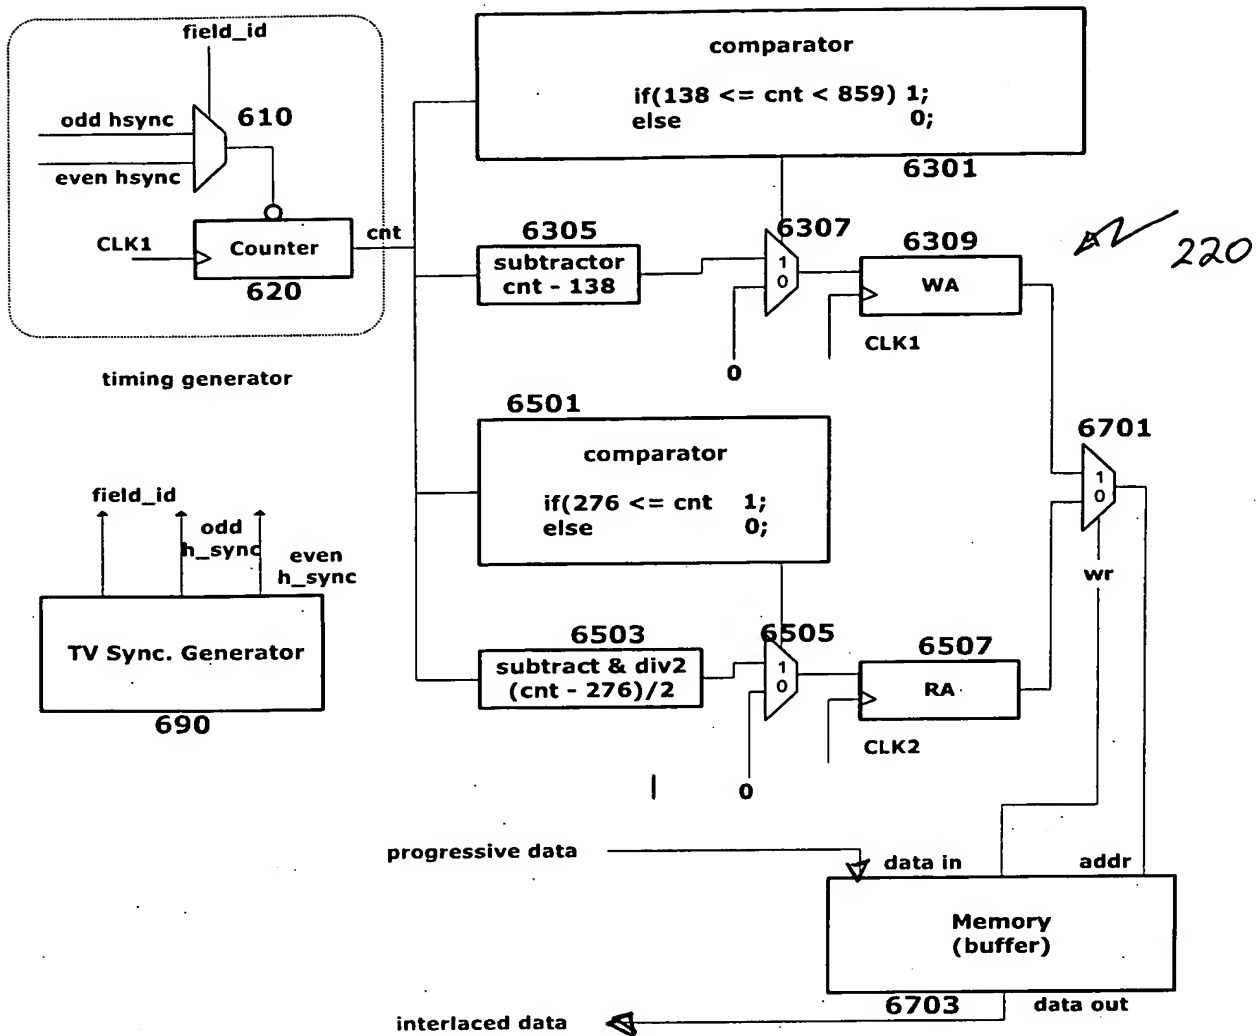 field_id
odd hsync
610
even hsync
CLK1
Counter
cnt
620
timing generator
comparator
if(138 <= cnt < 859) 1;
else 0;
6301
6305
subtractor
cnt - 138
6307
1
0
0
6309
WA
CLK1
220
6501
comparator
if(276 <= cnt 1;
else 0;
6503
subtract & div2
(cnt - 276)/2
6505
1
0
0
6507
RA
CLK2
6701
1
0
wr
field_id
odd
h_sync
even
h_sync
TV Sync. Generator
690
progressive data
data in
addr
Memory
(buffer)
6703
data out
interlaced data